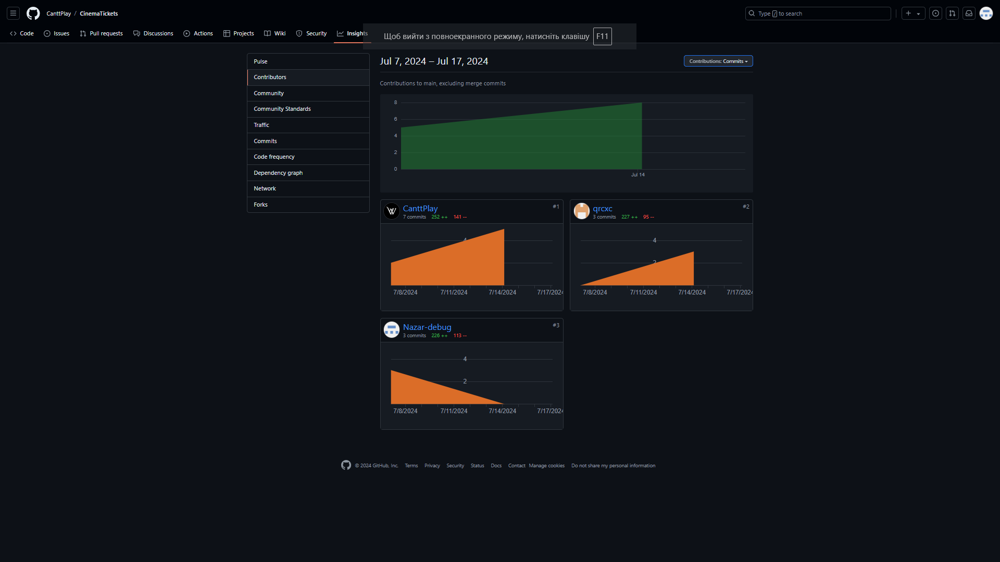 CanttPlay / CinemaTickets
Type / to search
Code Issues Pull requests Discussions Actions Projects Wiki Security Insights
Щоб вийти з повноекранного режиму, натисніть клавішу F11
Pulse
Contributors
Community
Community Standards
Traffic
Commits
Code frequency
Dependency graph
Network
Forks
Jul 7, 2024 – Jul 17, 2024
Contributions: Commits
Contributions to main, excluding merge commits
8
6
4
2
0
Jul 14
CanttPlay #1
7 commits 252 ++ 141 --
4
7/8/2024 7/11/2024 7/14/2024 7/17/2024
qrcxc #2
3 commits 227 ++ 95 --
4
2
7/8/2024 7/11/2024 7/14/2024 7/17/2024
Nazar-debug #3
3 commits 226 ++ 113 --
4
2
7/8/2024 7/11/2024 7/14/2024 7/17/2024
© 2024 GitHub, Inc. Terms Privacy Security Status Docs Contact Manage cookies Do not share my personal information